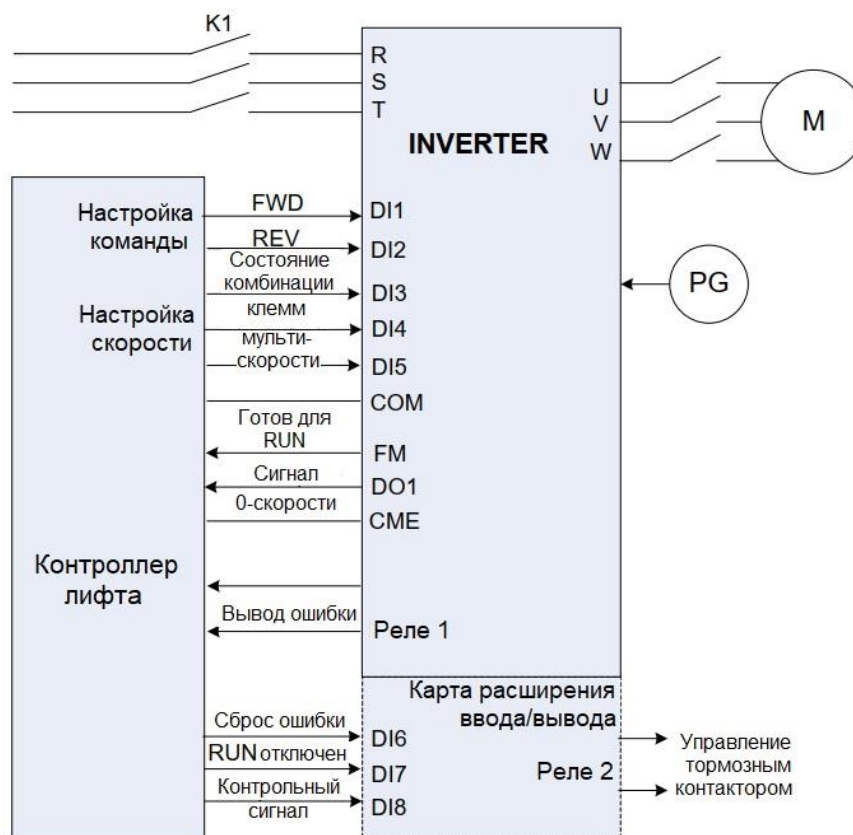 K1
R
S
T
U
V
W
INVERTER
M
Настройка
команды
FWD
DI1
REV
DI2
Состояние
комбинации
клемм
мульти-
скорости
Настройка
скорости
DI3
DI4
DI5
COM
PG
Готов для
RUN
FM
Сигнал
0-скорости
DO1
CME
Контроллер
лифта
Вывод ошибки
Реле 1
Карта расширения
ввода/вывода
Сброс ошибки
DI6
RUN отключен
DI7
Контрольный
сигнал
DI8
Реле 2
Управление
тормозным
контактором